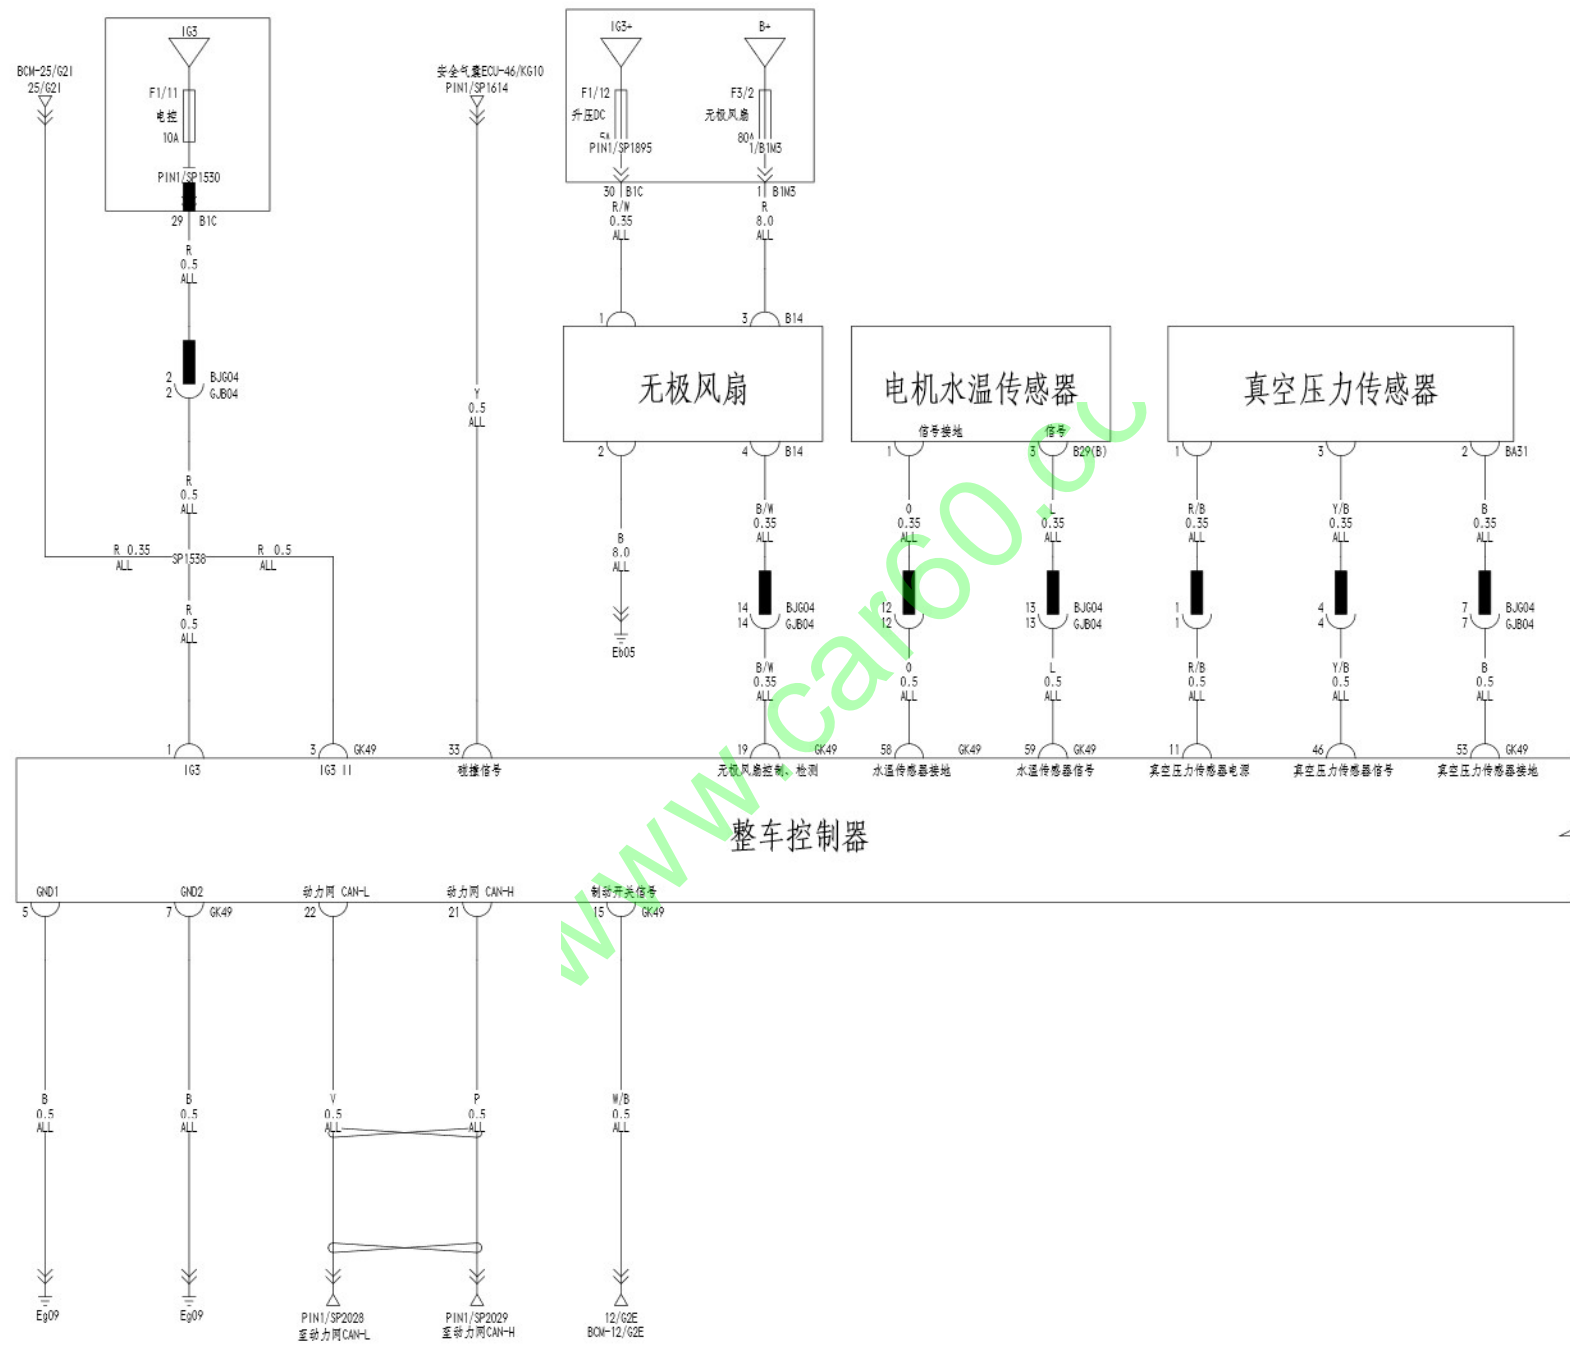 IG3
IG3+
B+
BCM-25/G2I
25/G2I
安全气囊ECU-46/KG10
PIN1/SP1614
F1/11
电控
10A
F1/12
升压DC
5A
PIN1/SP1895
F3/2
无极风扇
80A
1/B1M3
PIN1/SP1530
29 B1C
30 B1C
1 B1M3
R
0.5
ALL
R/W
0.35
ALL
R
8.0
ALL
1
3 B14
2 BJG04
2 GJB04
Y
0.5
ALL
无极风扇
电机水温传感器
真空压力传感器
信号接地
信号
2
4 B14
1
3 B29(B)
1
3
2 BA31
R
0.5
ALL
B/W
0.35
ALL
O
0.35
ALL
L
0.35
ALL
R/B
0.35
ALL
Y/B
0.35
ALL
B
0.35
ALL
R 0.35
ALL
SP1538
R 0.5
ALL
B
8.0
ALL
R
0.5
ALL
14 BJG04
14 GJB04
12
12
13 BJG04
13 GJB04
1
1
4
4
7 BJG04
7 GJB04
Eb05
B/W
0.35
ALL
O
0.5
ALL
L
0.5
ALL
R/B
0.5
ALL
Y/B
0.5
ALL
B
0.5
ALL
1
3 GK49
33
19 GK49
58 GK49
59 GK49
11
46
53 GK49
IG3
IG3 II
碰撞信号
无极风扇控制、检测
水温传感器接地
水温传感器信号
真空压力传感器电源
真空压力传感器信号
真空压力传感器接地
整车控制器
GND1
GND2
动力网 CAN-L
动力网 CAN-H
制动开关信号
5
7 GK49
22
21
15 GK49
B
0.5
ALL
B
0.5
ALL
V
0.5
ALL
P
0.5
ALL
W/B
0.5
ALL
Eg09
Eg09
PIN1/SP2028
至动力网CAN-L
PIN1/SP2029
至动力网CAN-H
12/G2E
BCM-12/G2E
www.car60.cc